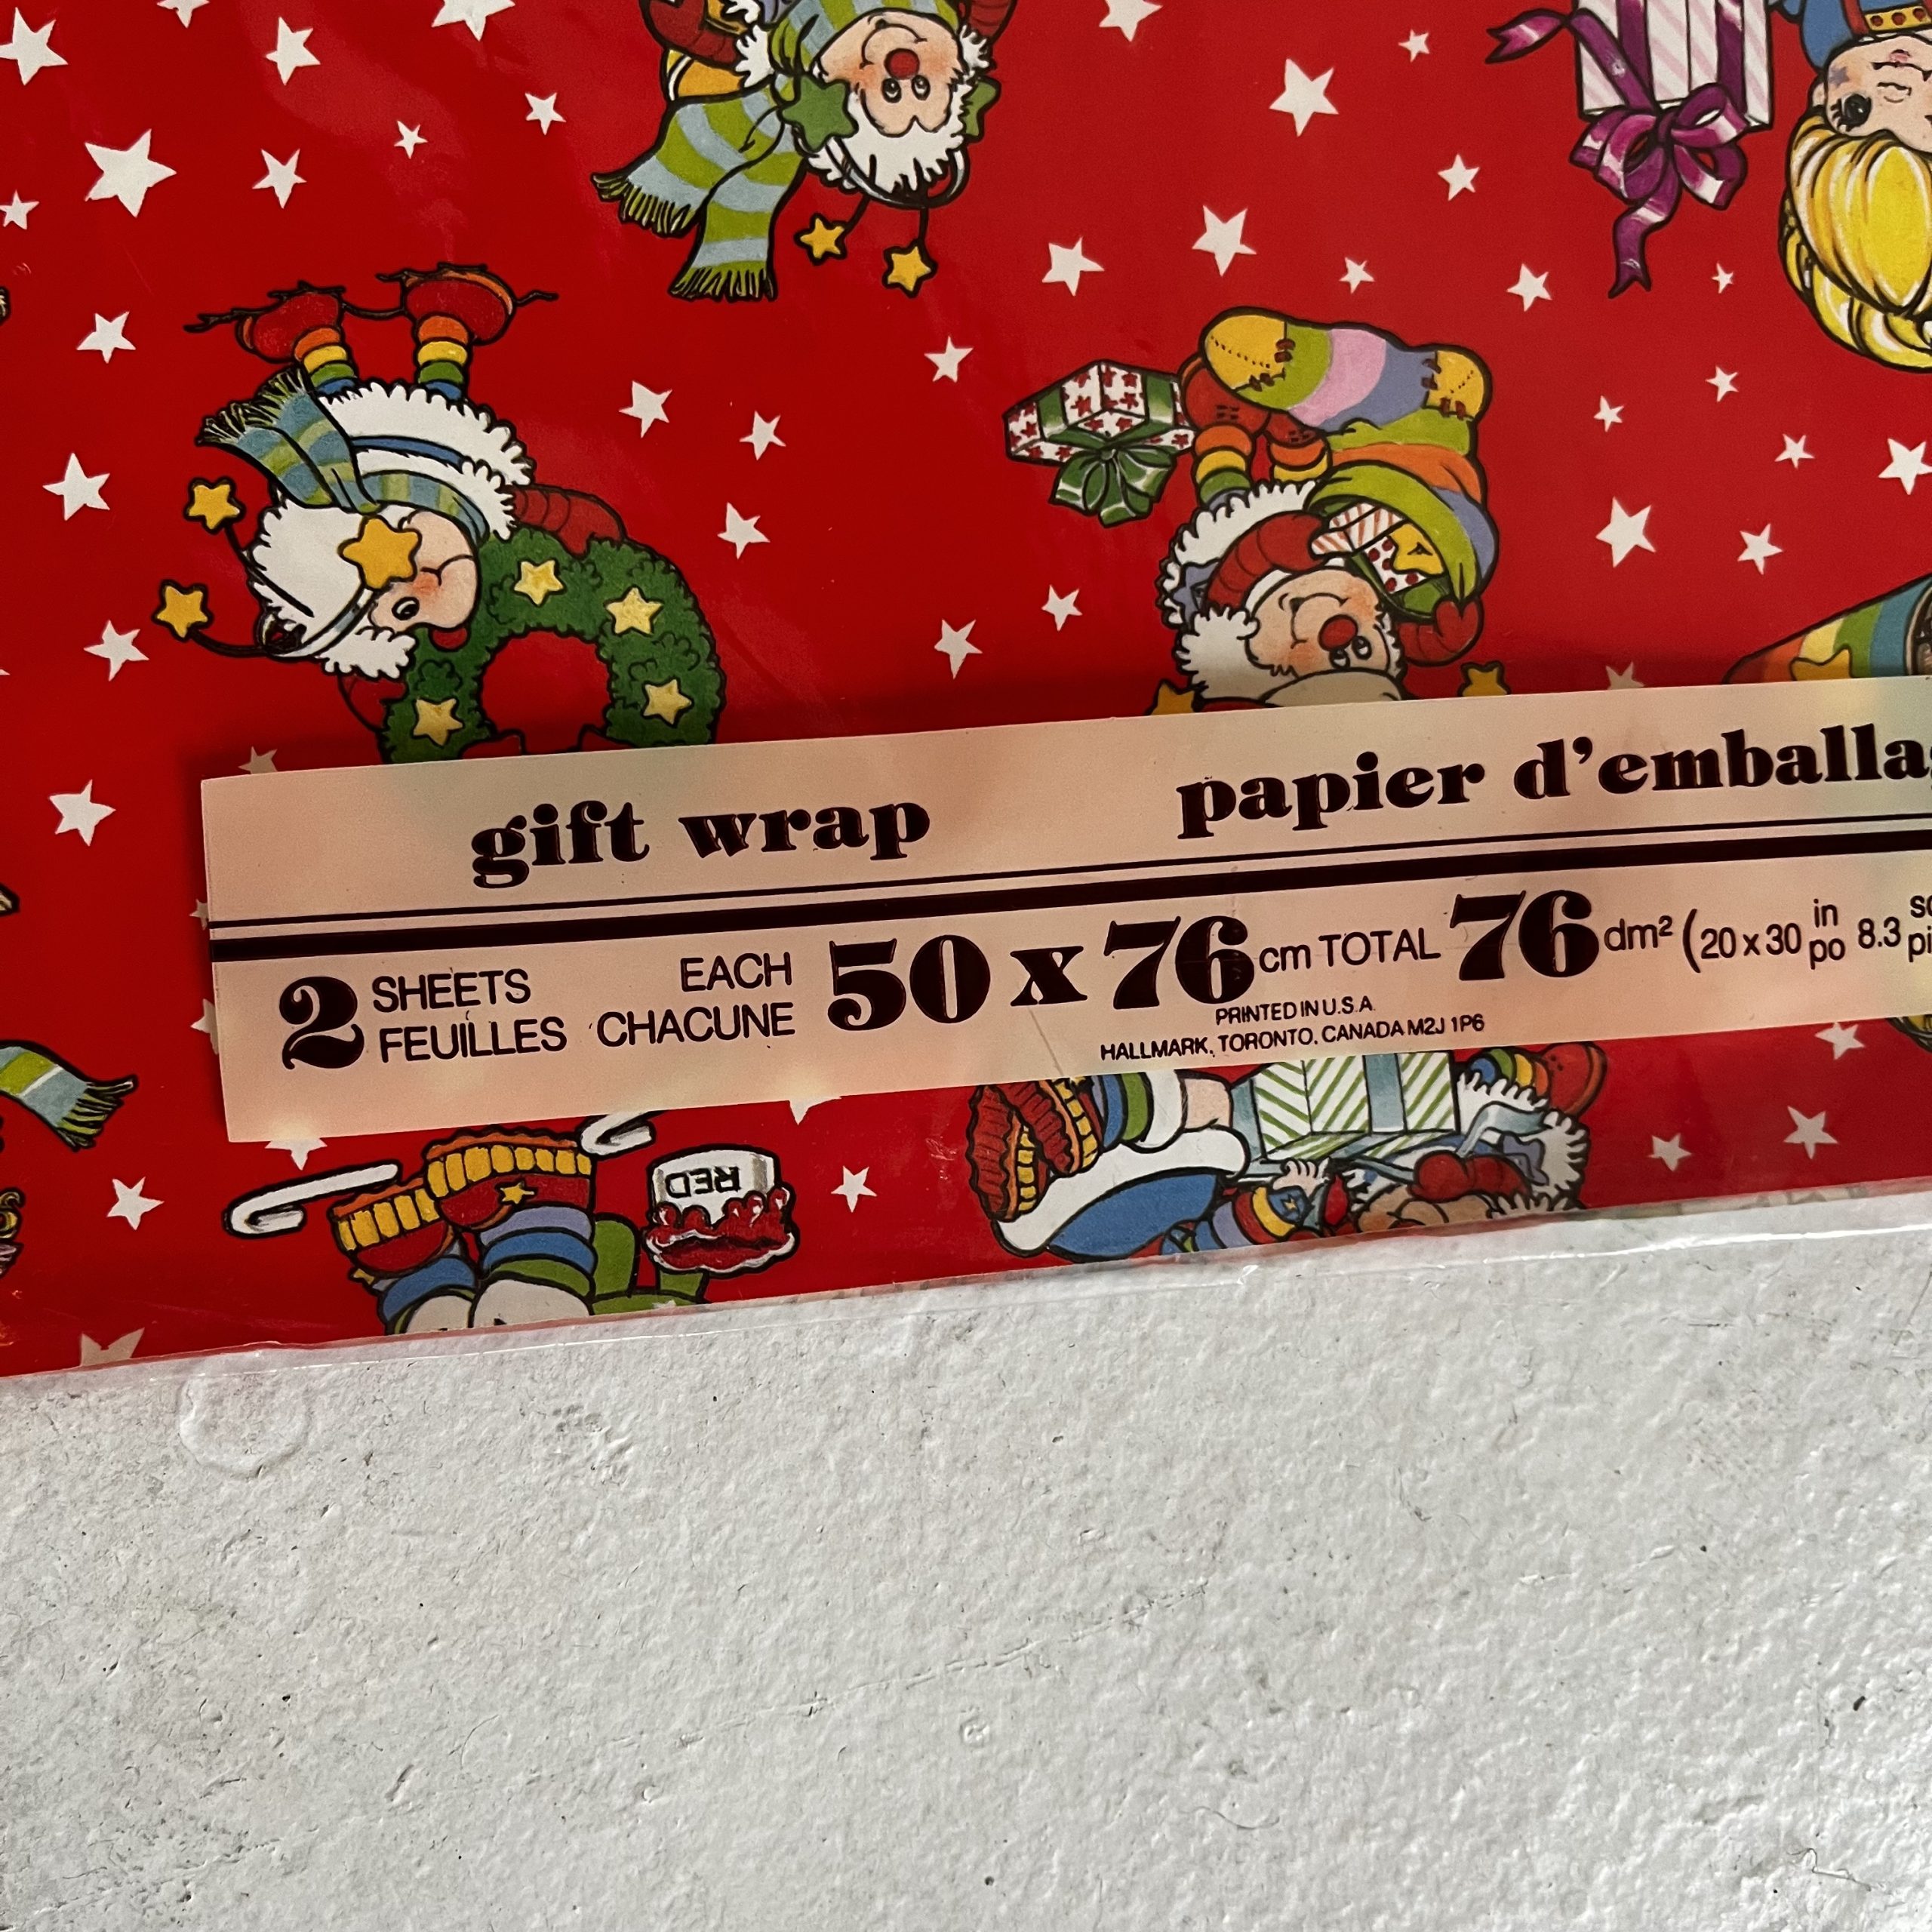 gift wrap papier d'emballa
2 SHEETS EACH 50 x 76 cm TOTAL 76 dm² (20 x 30 in 8.3
FEUILLES CHACUNE po pi
PRINTED IN U.S.A.
HALLMARK, TORONTO, CANADA M2J 1P6
RED